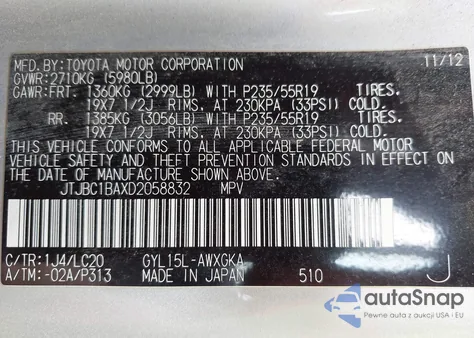 MFD. BY: TOYOTA MOTOR CORPORATION 11/12
GVWR: 2710KG (5980LB)
GAWR: FRT. 1360KG (2999LB) WITH P235/55R19 TIRES.
19X7 1/2J RIMS. AT 230KPA (33PSI) COLD.
RR. 1385KG (3056LB) WITH P235/55R19 TIRES.
19X7 1/2J RIMS. AT 230KPA (33PSI) COLD.
THIS VEHICLE CONFORMS TO ALL APPLICABLE FEDERAL MOTOR
VEHICLE SAFETY AND THEFT PREVENTION STANDARDS IN EFFECT ON
THE DATE OF MANUFACTURE SHOWN ABOVE.
JTJBC1BAXD2058832 MPV
C/TR: 1J4/LC20 GYL15L-AWXGKA
A/TM: -02A/P313 MADE IN JAPAN 510 J
autoSnap
Pewne auta z aukcji USA i EU